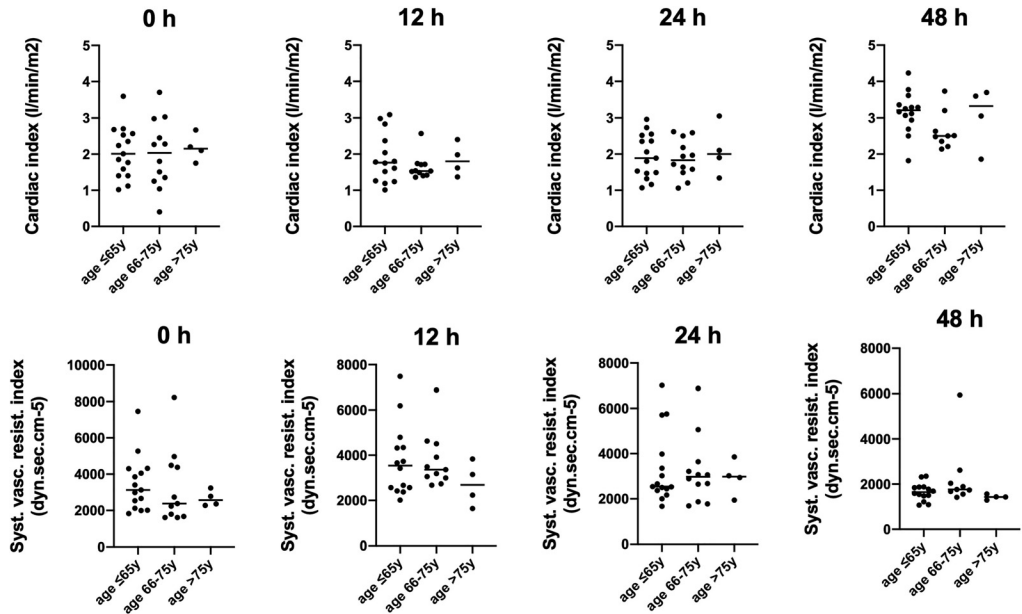 0 h
Cardiac index (l/min/m2)
5
4
3
2
1
0
age ≤65y
age 66-75y
age >75y
12 h
Cardiac index (l/min/m2)
5
4
3
2
1
0
age ≤65y
age 66-75y
age >75y
24 h
Cardiac index (l/min/m2)
5
4
3
2
1
0
age ≤65y
age 66-75y
age >75y
48 h
Cardiac index (l/min/m2)
5
4
3
2
1
0
age ≤65y
age 66-75y
age >75y
0 h
Syst. vasc. resist. index
(dyn.sec.cm-5)
10000
8000
6000
4000
2000
0
age ≤65y
age 66-75y
age >75y
12 h
Syst. vasc. resist. index
(dyn.sec.cm-5)
8000
6000
4000
2000
0
age ≤65y
age 66-75y
age >75y
24 h
Syst. vasc. resist. index
(dyn.sec.cm-5)
8000
6000
4000
2000
0
age ≤65y
age 66-75y
age >75y
48 h
Syst. vasc. resist. index
(dyn.sec.cm-5)
8000
6000
4000
2000
0
age ≤65y
age 66-75y
age >75y